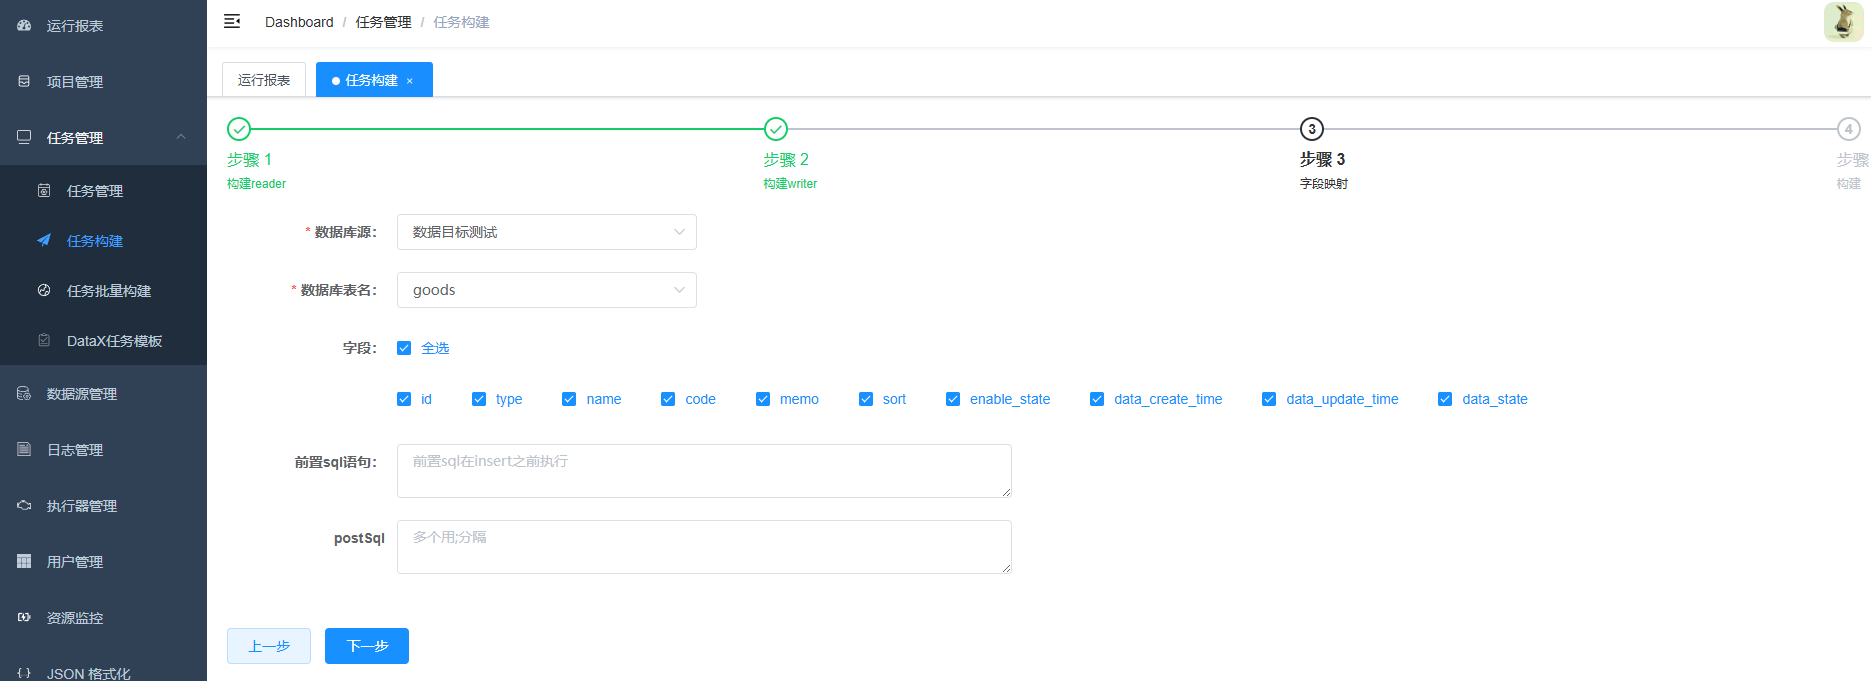 运行报表
项目管理
任务管理
任务管理
任务构建
任务批量构建
DataX任务模板
数据源管理
日志管理
执行器管理
用户管理
资源监控
JSON 格式化
Dashboard / 任务管理 / 任务构建
运行报表
任务构建 ×
3
4
步骤 1
步骤 2
步骤 3
步骤
构建reader
构建writer
字段映射
构建
* 数据库源： 数据目标测试
* 数据库表名： goods
字段： 全选
id type name code memo sort enable_state data_create_time data_update_time data_state
前置sql语句： 前置sql在insert之前执行
postSql 多个用;分隔
上一步 下一步